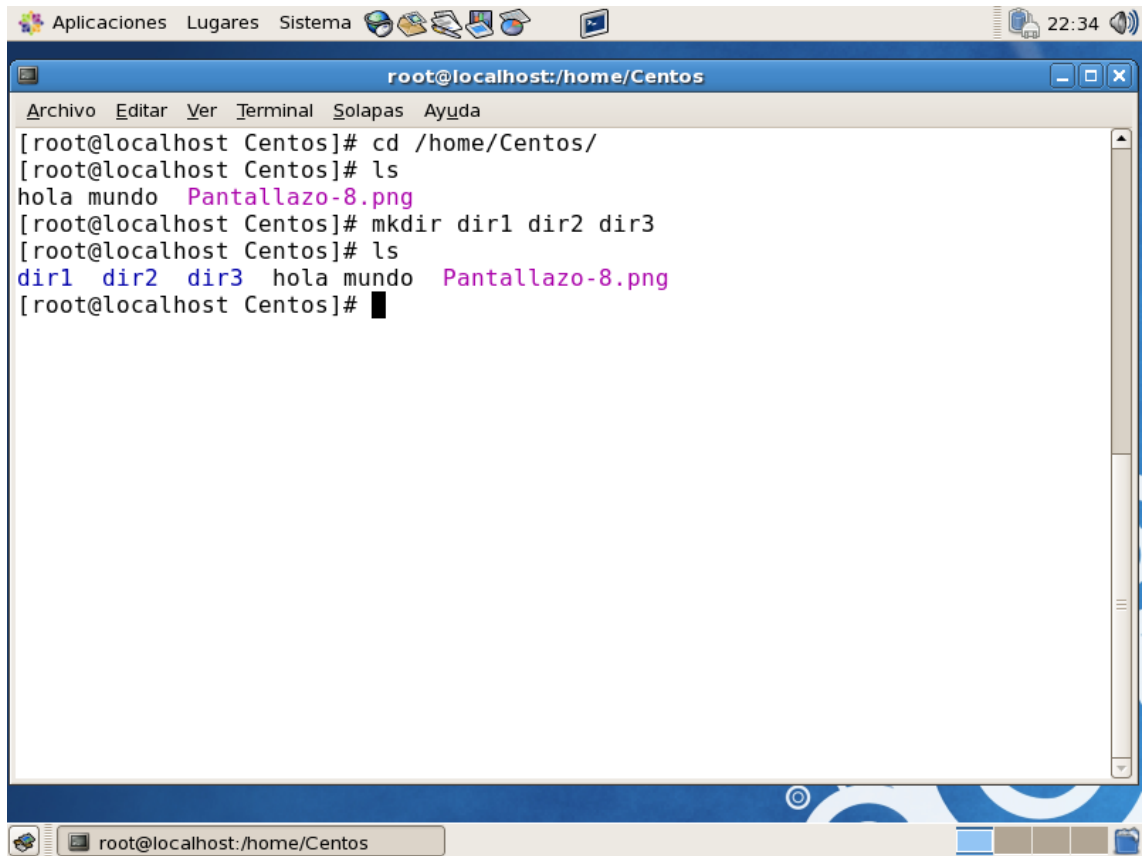 Aplicaciones Lugares Sistema 22:34
root@localhost:/home/Centos
Archivo Editar Ver Terminal Solapas Ayuda
[root@localhost Centos]# cd /home/Centos/
[root@localhost Centos]# ls
hola mundo  Pantallazo-8.png
[root@localhost Centos]# mkdir dir1 dir2 dir3
[root@localhost Centos]# ls
dir1  dir2  dir3  hola mundo  Pantallazo-8.png
[root@localhost Centos]#
root@localhost:/home/Centos